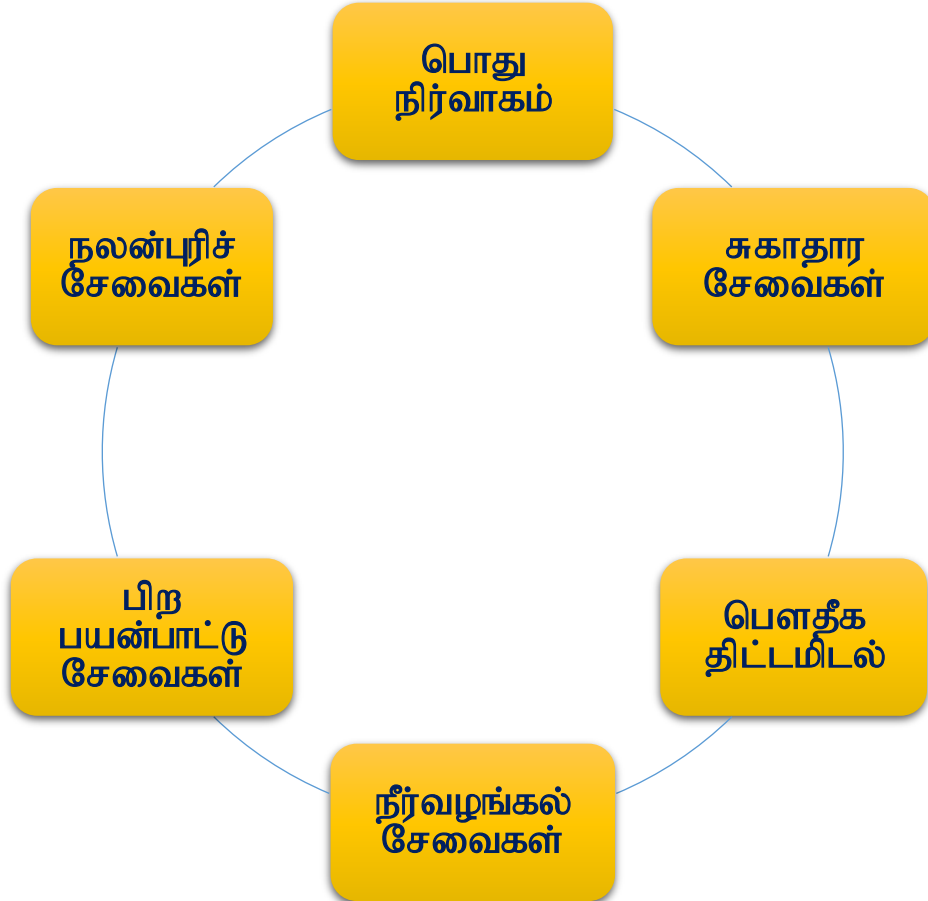 பொது
நிர்வாகம்
சுகாதார
சேவைகள்
பௌதீக
திட்டமிடல்
நீர்வழங்கல்
சேவைகள்
பிற
பயன்பாட்டு
சேவைகள்
நலன்புரிச்
சேவைகள்